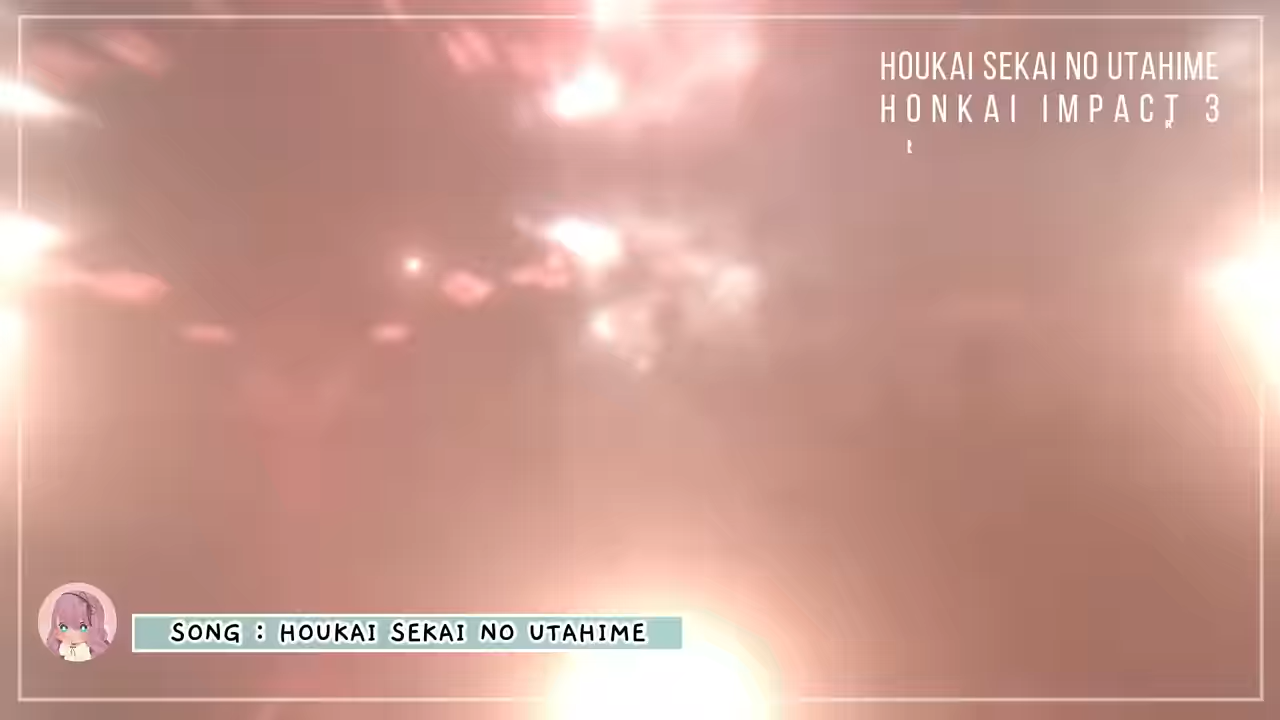 HOUKAI SEKAI NO UTAHIME
HONKAI IMPACT 3
SONG : HOUKAI SEKAI NO UTAHIME